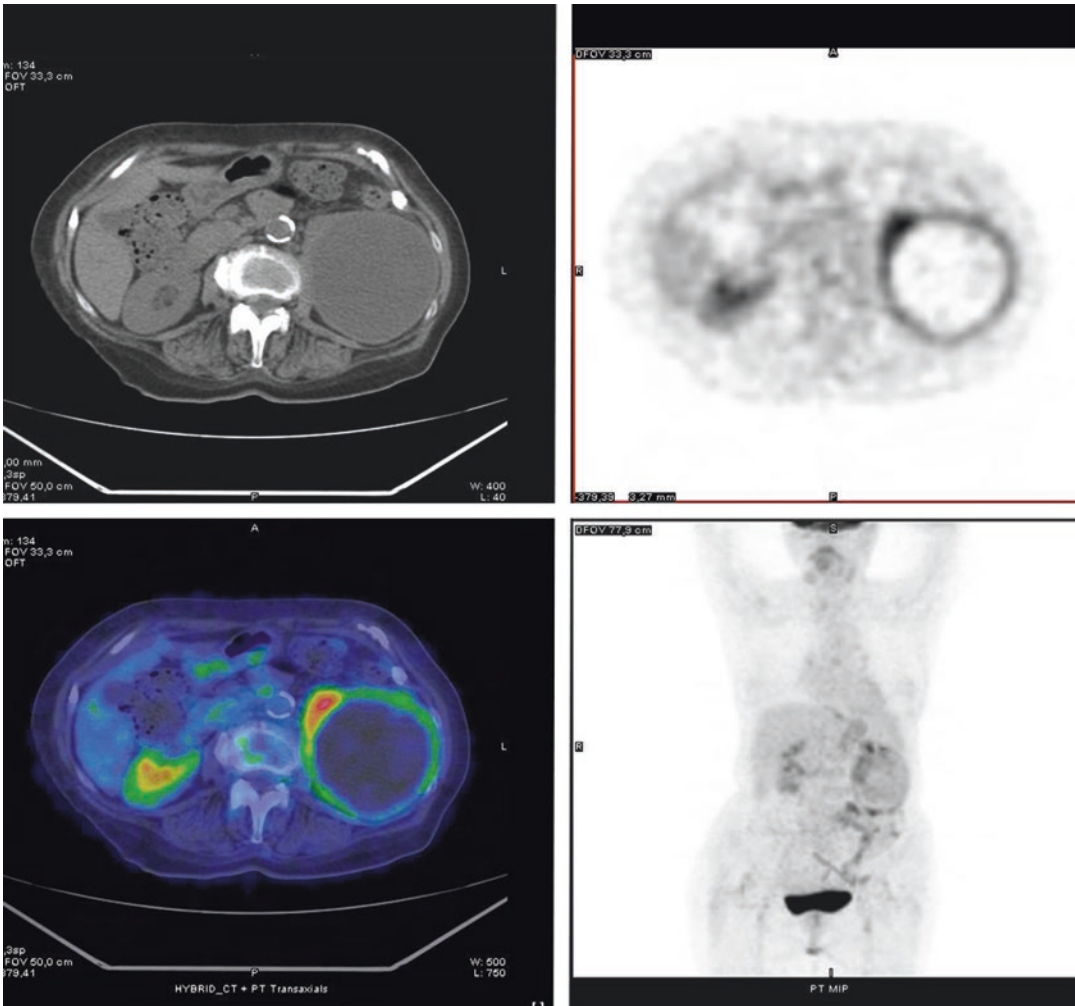 m: 134
FOV 33,3 cm
OFT
L
,00 mm
,3sp
FOV 50,0 cm
379,41
P
W: 400
L: 40
DFOV 33,3 cm
A
R
-379,39 3,27 mm
P
A
m: 134
FOV 33,3 cm
OFT
L
,3sp
FOV 50,0 cm
379,41
P
W: 500
L: 750
HYBRID_CT + PT Transaxials
DFOV 77,9 cm
S
R
I
PT MIP